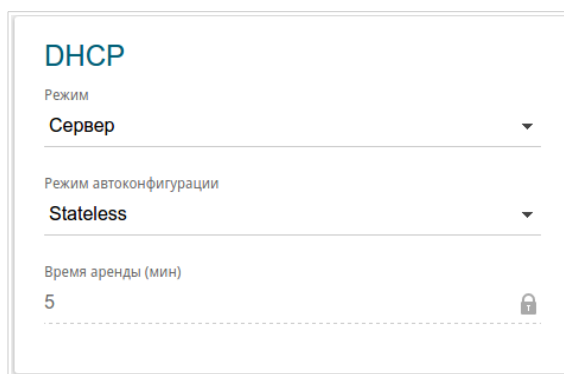 DHCP
Режим
Сервер
Режим автоконфигурации
Stateless
Время аренды (мин)
5